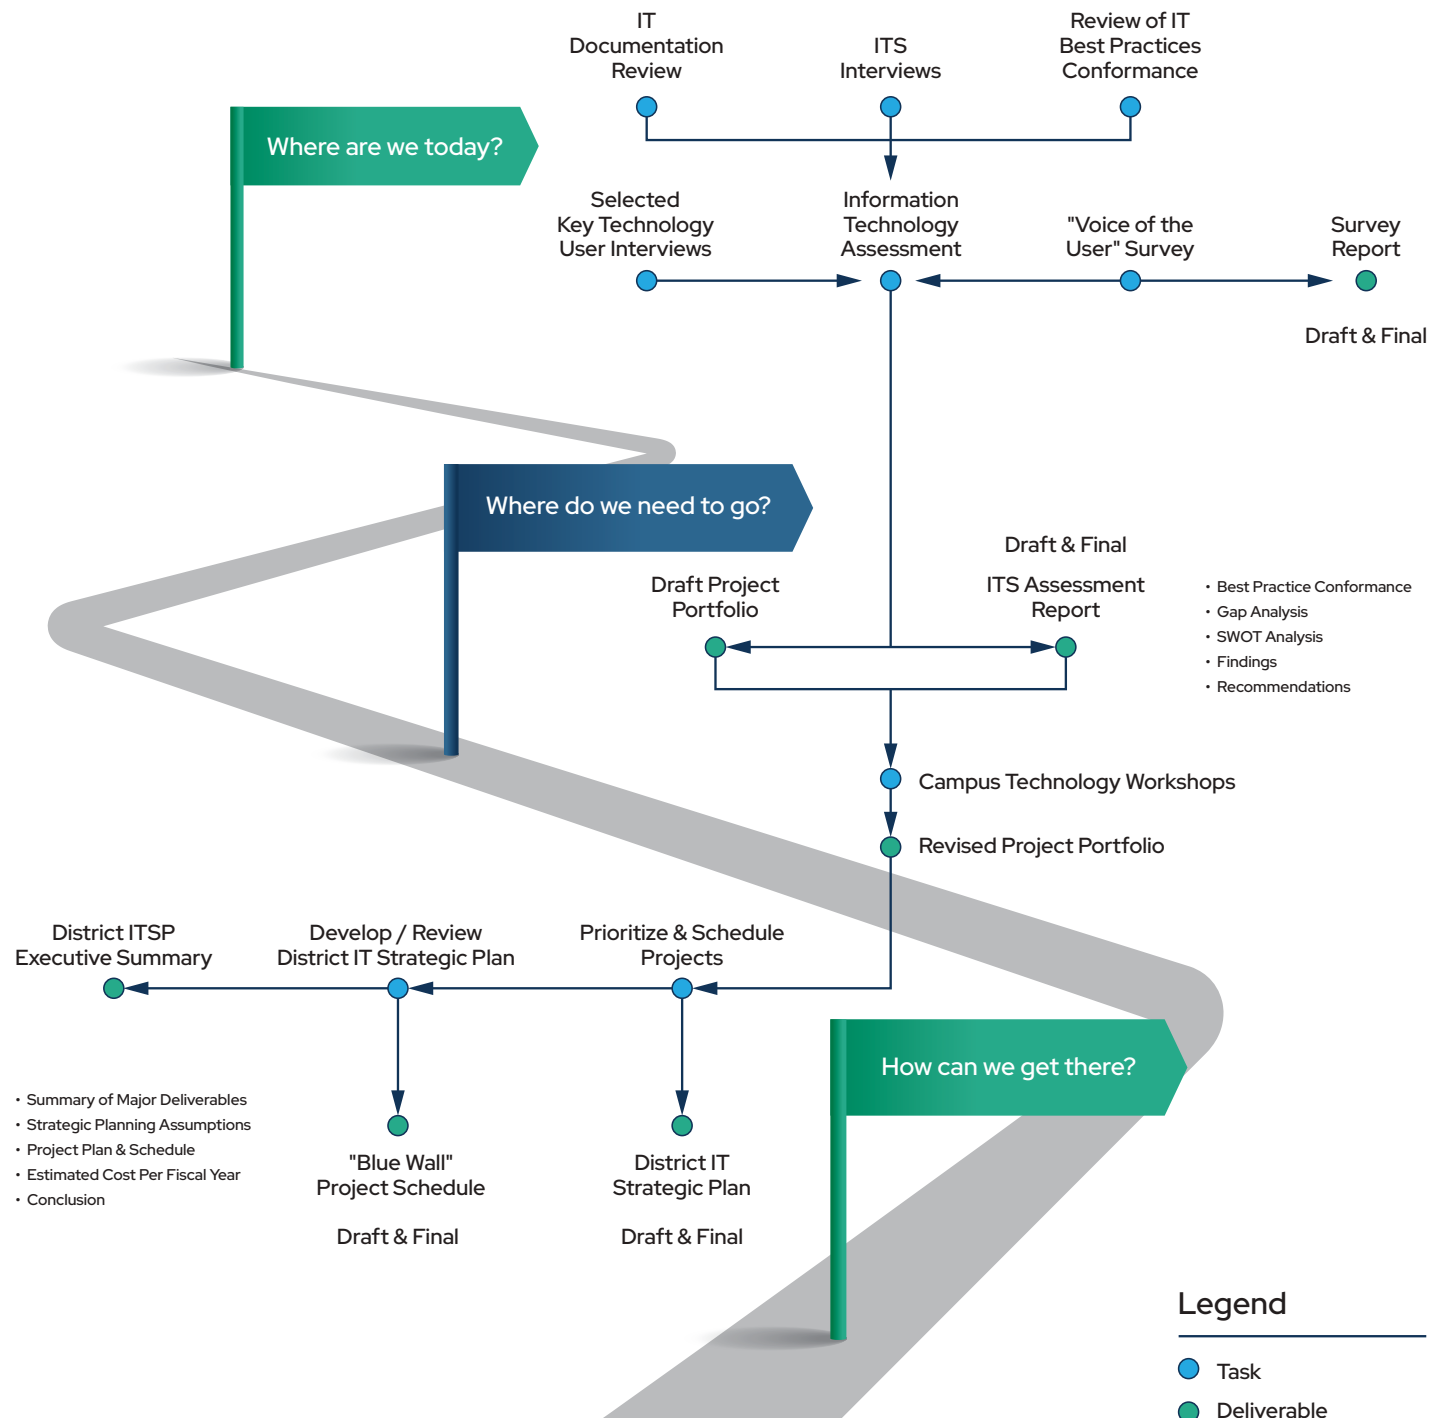 IT
Documentation
Review
ITS
Interviews
Review of IT
Best Practices
Conformance
Where are we today?
Selected
Key Technology
User Interviews
Information
Technology
Assessment
"Voice of the
User" Survey
Survey
Report
Draft & Final
Where do we need to go?
Draft Project
Portfolio
Draft & Final
ITS Assessment
Report
• Best Practice Conformance
• Gap Analysis
• SWOT Analysis
• Findings
• Recommendations
Campus Technology Workshops
Revised Project Portfolio
District ITSP
Executive Summary
Develop / Review
District IT Strategic Plan
Prioritize & Schedule
Projects
How can we get there?
• Summary of Major Deliverables
• Strategic Planning Assumptions
• Project Plan & Schedule
• Estimated Cost Per Fiscal Year
• Conclusion
"Blue Wall"
Project Schedule
Draft & Final
District IT
Strategic Plan
Draft & Final
Legend
Task
Deliverable